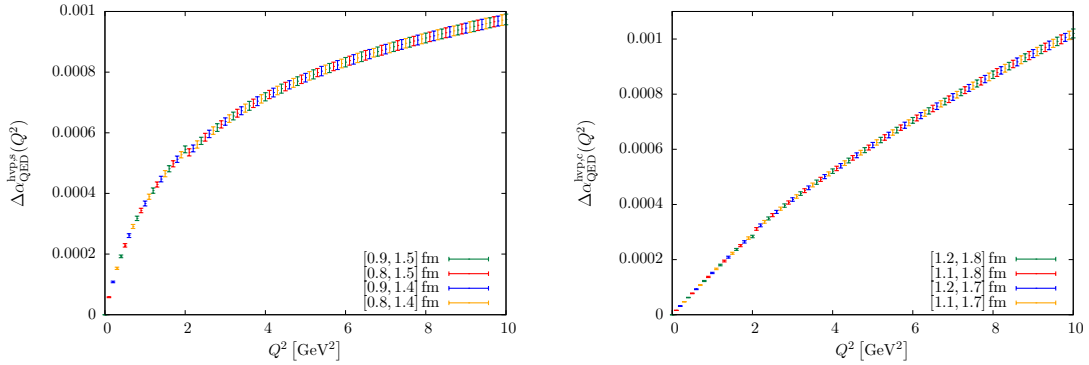 0.001
0.0008
0.0006
0.0004
0.0002
0
Δα^{hvp,s}_{QED}(Q²)
[0.9, 1.5] fm
[0.8, 1.5] fm
[0.9, 1.4] fm
[0.8, 1.4] fm
0 2 4 6 8 10
Q² [GeV²]
0.001
0.0008
0.0006
0.0004
0.0002
0
Δα^{hvp,c}_{QED}(Q²)
[1.2, 1.8] fm
[1.1, 1.8] fm
[1.2, 1.7] fm
[1.1, 1.7] fm
0 2 4 6 8 10
Q² [GeV²]